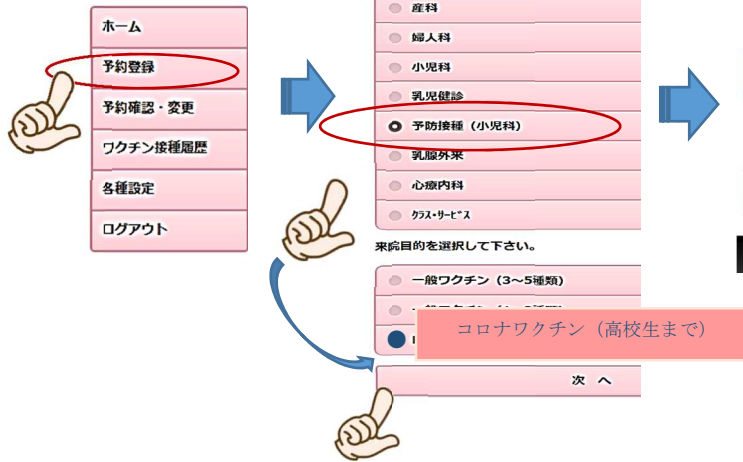 ホーム
予約登録
予約確認・変更
ワクチン接種履歴
各種設定
ログアウト
産科
婦人科
小児科
乳児健診
予防接種（小児科）
乳腺外来
心療内科
クラス・サービス
来院目的を選択して下さい。
一般ワクチン（3～5種類）
コロナワクチン（高校生まで）
次 へ